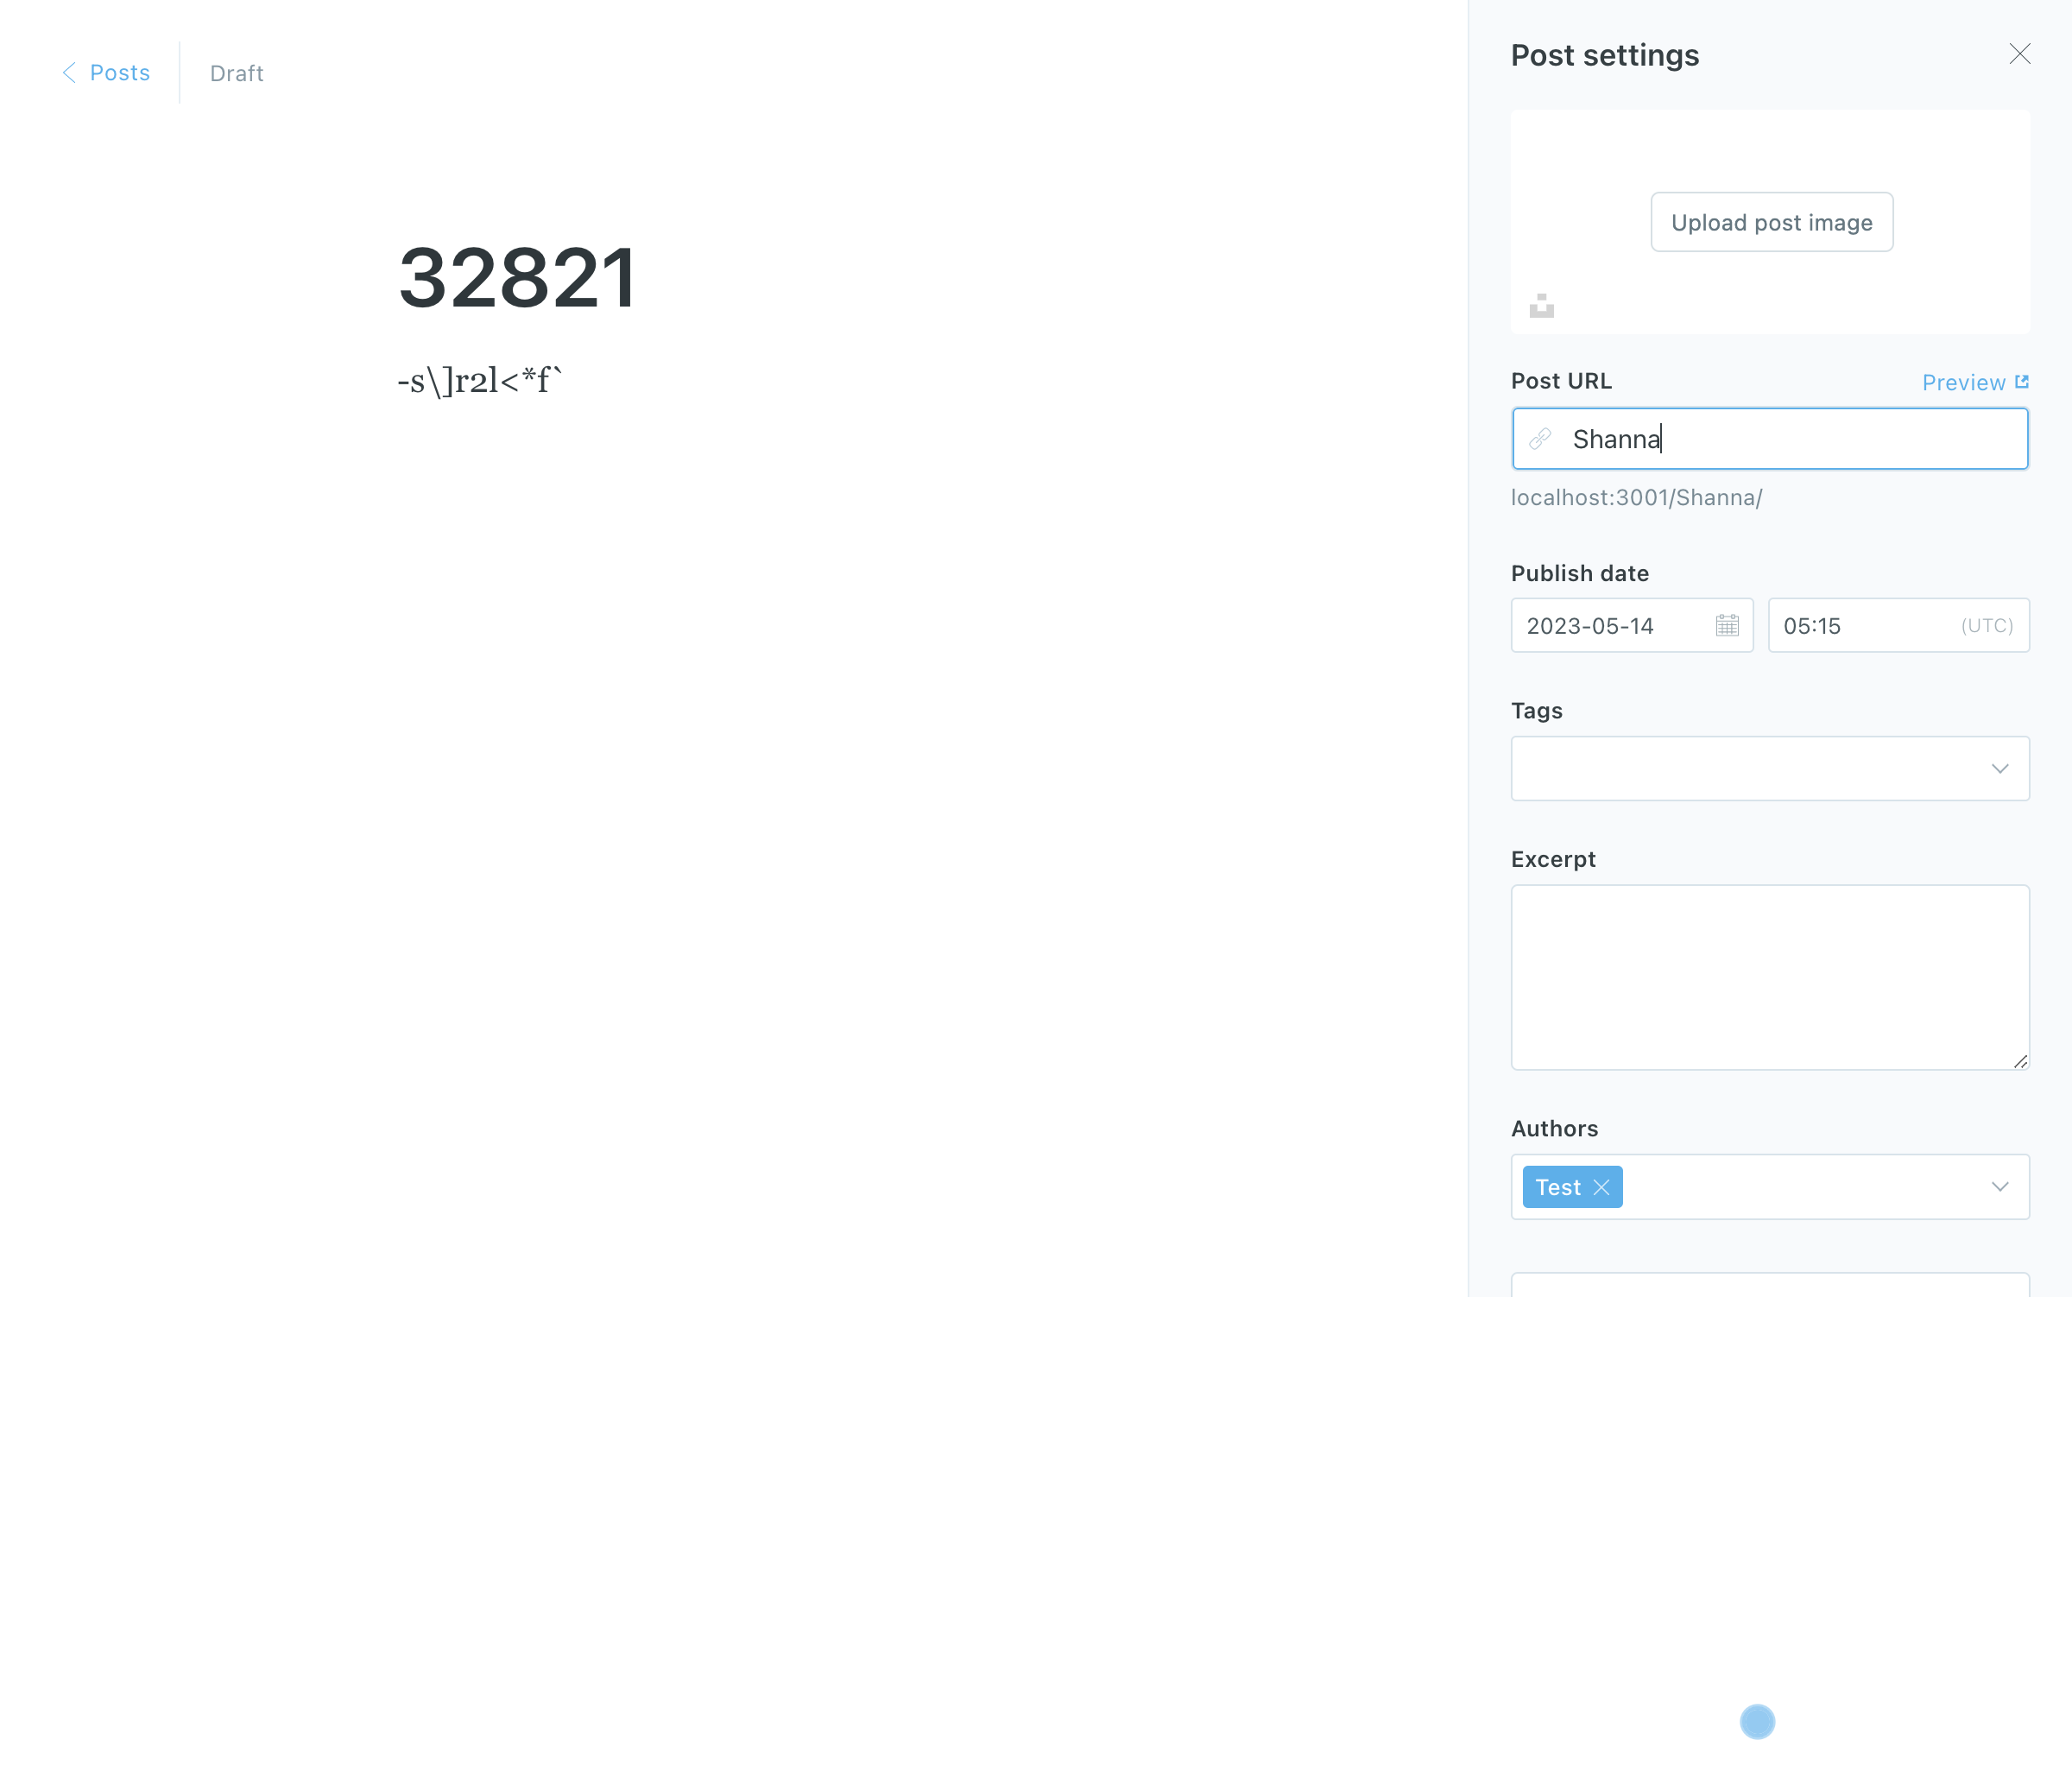 Posts
Draft
32821
-s\]r2l<*f`
Post settings
Upload post image
Post URL
Preview
Shanna
localhost:3001/Shanna/
Publish date
2023-05-14
05:15
(UTC)
Tags
Excerpt
Authors
Test